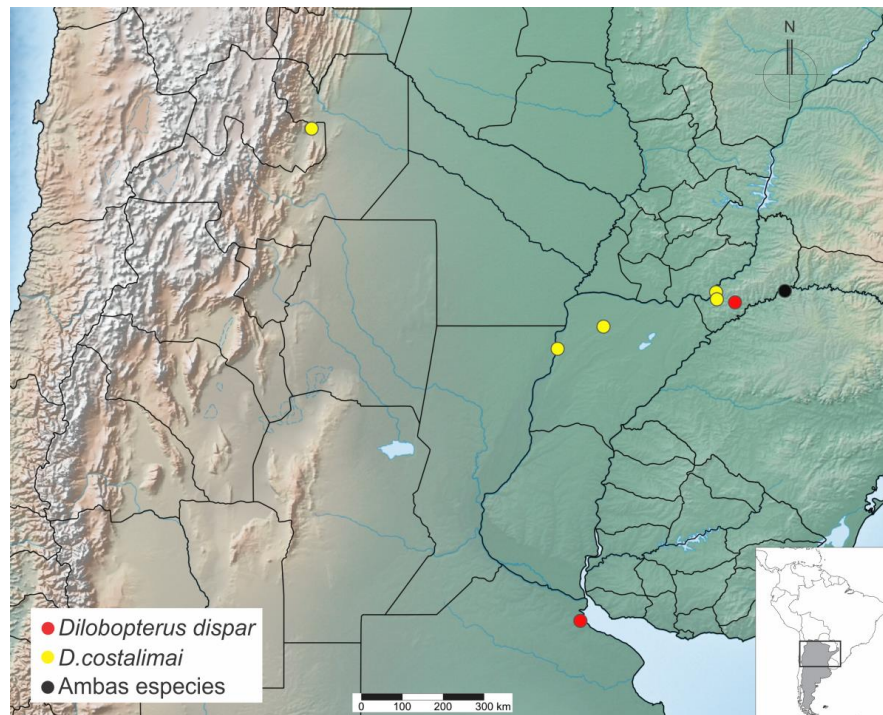 N
Dilobopterus dispar
D.costalimai
Ambas especies
0 100 200 300 km